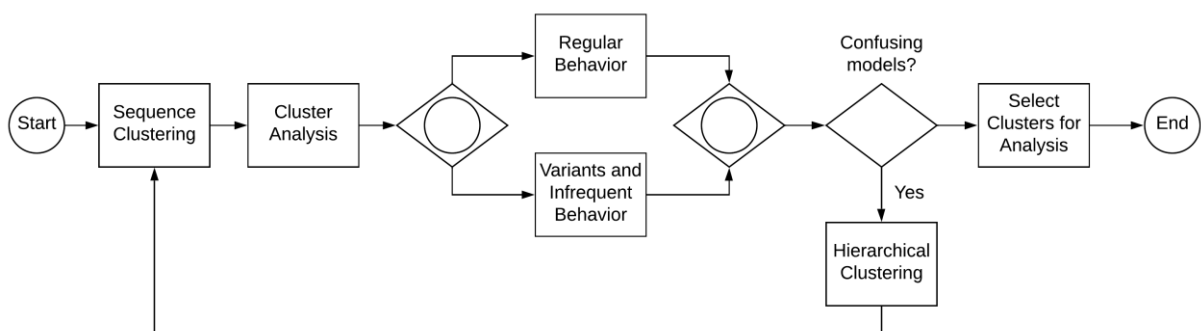 Start
Sequence
Clustering
Cluster
Analysis
Regular
Behavior
Variants and
Infrequent
Behavior
Confusing
models?
Yes
Hierarchical
Clustering
Select
Clusters for
Analysis
End